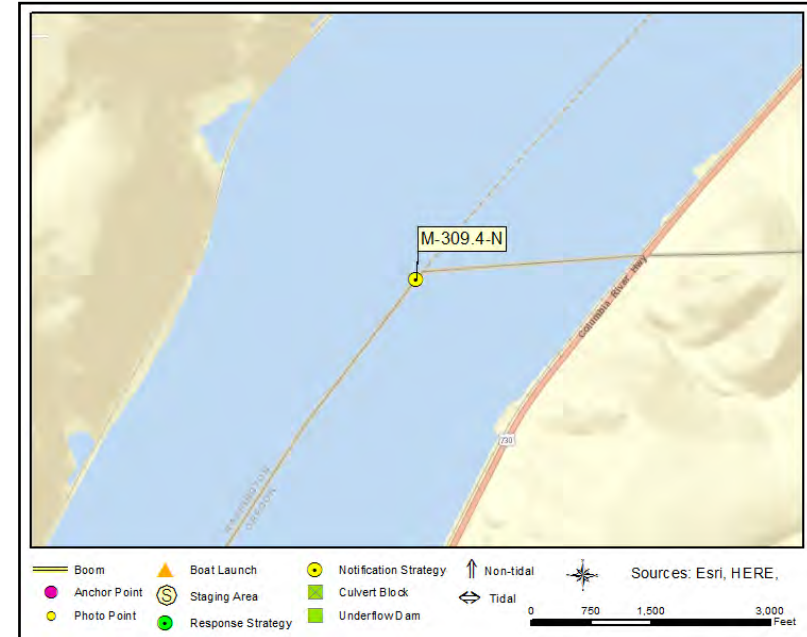 M-309.4-N
Columbia River Hwy
730
WASHINGTON
OREGON
Boom
Anchor Point
Photo Point
Boat Launch
S
Staging Area
Response Strategy
Notification Strategy
Culvert Block
Underflow Dam
Non-tidal
Tidal
Sources: Esri, HERE,
0 750 1,500 3,000
Feet